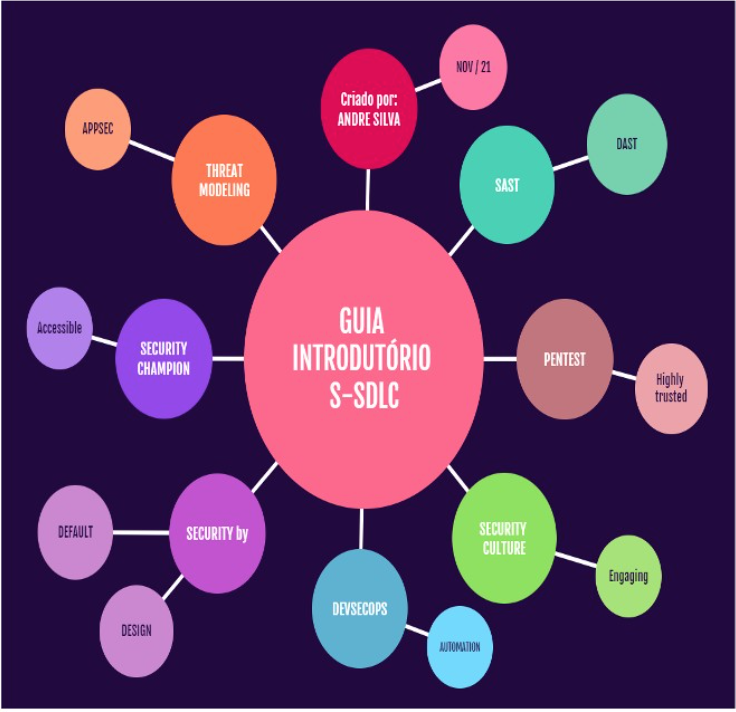 NOV / 21
Criado por:
ANDRE SILVA
APPSEC
THREAT
MODELING
SAST
DAST
Accessible
SECURITY
CHAMPION
GUIA
INTRODUTÓRIO
S-SDLC
PENTEST
Highly
trusted
DEFAULT
SECURITY by
DESIGN
SECURITY
CULTURE
Engaging
DEVSECOPS
AUTOMATION